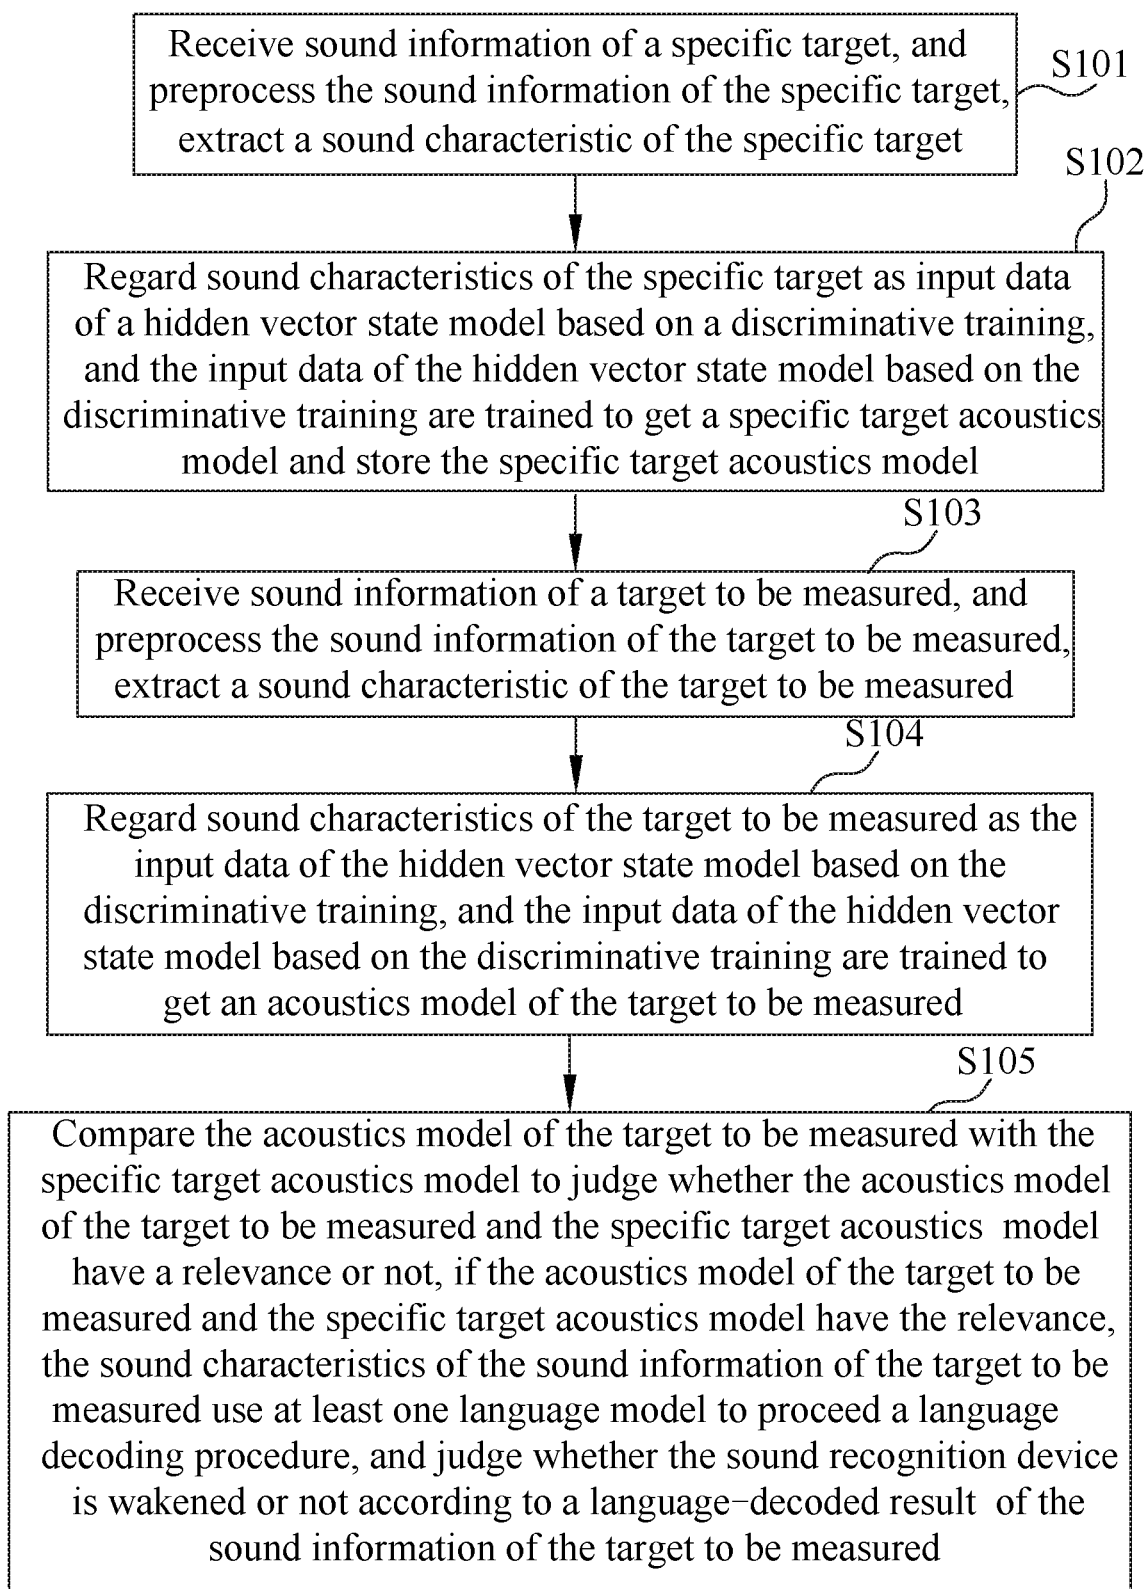 Receive sound information of a specific target, and
preprocess the sound information of the specific target,
extract a sound characteristic of the specific target
S101
S102
Regard sound characteristics of the specific target as input data
of a hidden vector state model based on a discriminative training,
and the input data of the hidden vector state model based on the
discriminative training are trained to get a specific target acoustics
model and store the specific target acoustics model
S103
Receive sound information of a target to be measured, and
preprocess the sound information of the target to be measured,
extract a sound characteristic of the target to be measured
S104
Regard sound characteristics of the target to be measured as the
input data of the hidden vector state model based on the
discriminative training, and the input data of the hidden vector
state model based on the discriminative training are trained to
get an acoustics model of the target to be measured
S105
Compare the acoustics model of the target to be measured with the
specific target acoustics model to judge whether the acoustics model
of the target to be measured and the specific target acoustics model
have a relevance or not, if the acoustics model of the target to be
measured and the specific target acoustics model have the relevance,
the sound characteristics of the sound information of the target to be
measured use at least one language model to proceed a language
decoding procedure, and judge whether the sound recognition device
is wakened or not according to a language-decoded result of the
sound information of the target to be measured